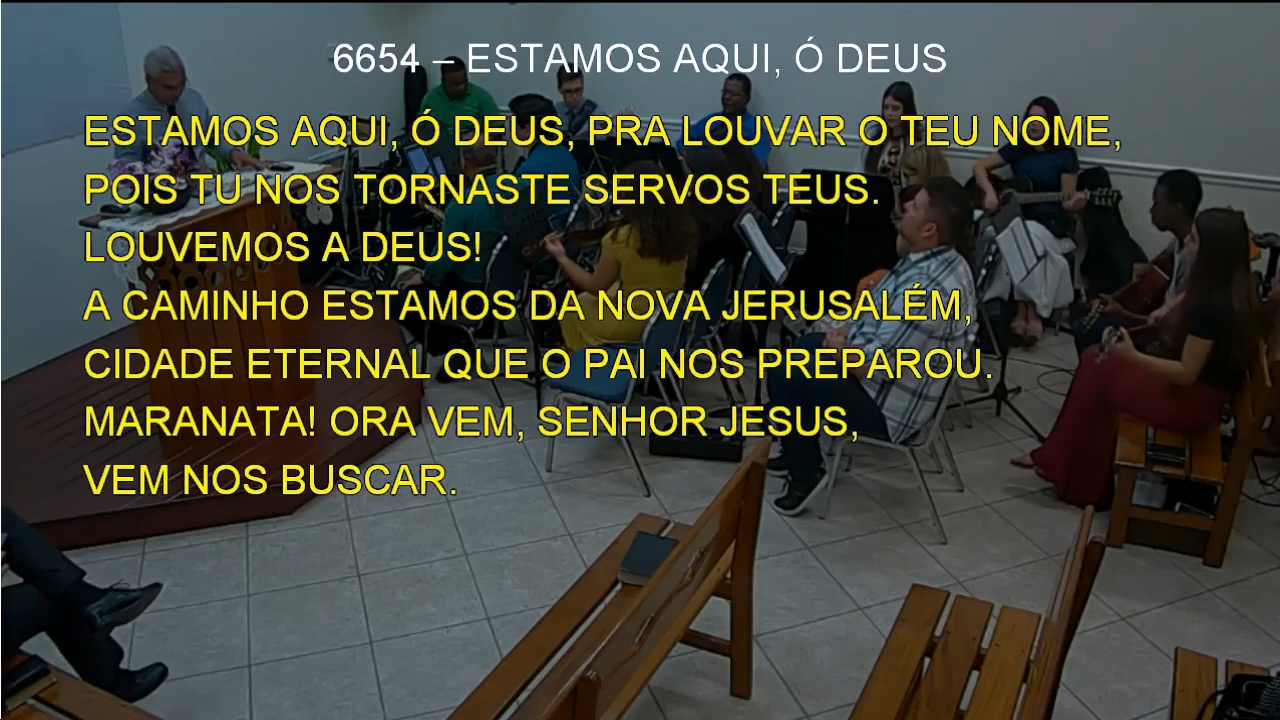 6654 – ESTAMOS AQUI, Ó DEUS
ESTAMOS AQUI, Ó DEUS, PRA LOUVAR O TEU NOME,
POIS TU NOS TORNASTE SERVOS TEUS.
LOUVEMOS A DEUS!
A CAMINHO ESTAMOS DA NOVA JERUSALÉM,
CIDADE ETERNAL QUE O PAI NOS PREPAROU.
MARANATA! ORA VEM, SENHOR JESUS,
VEM NOS BUSCAR.